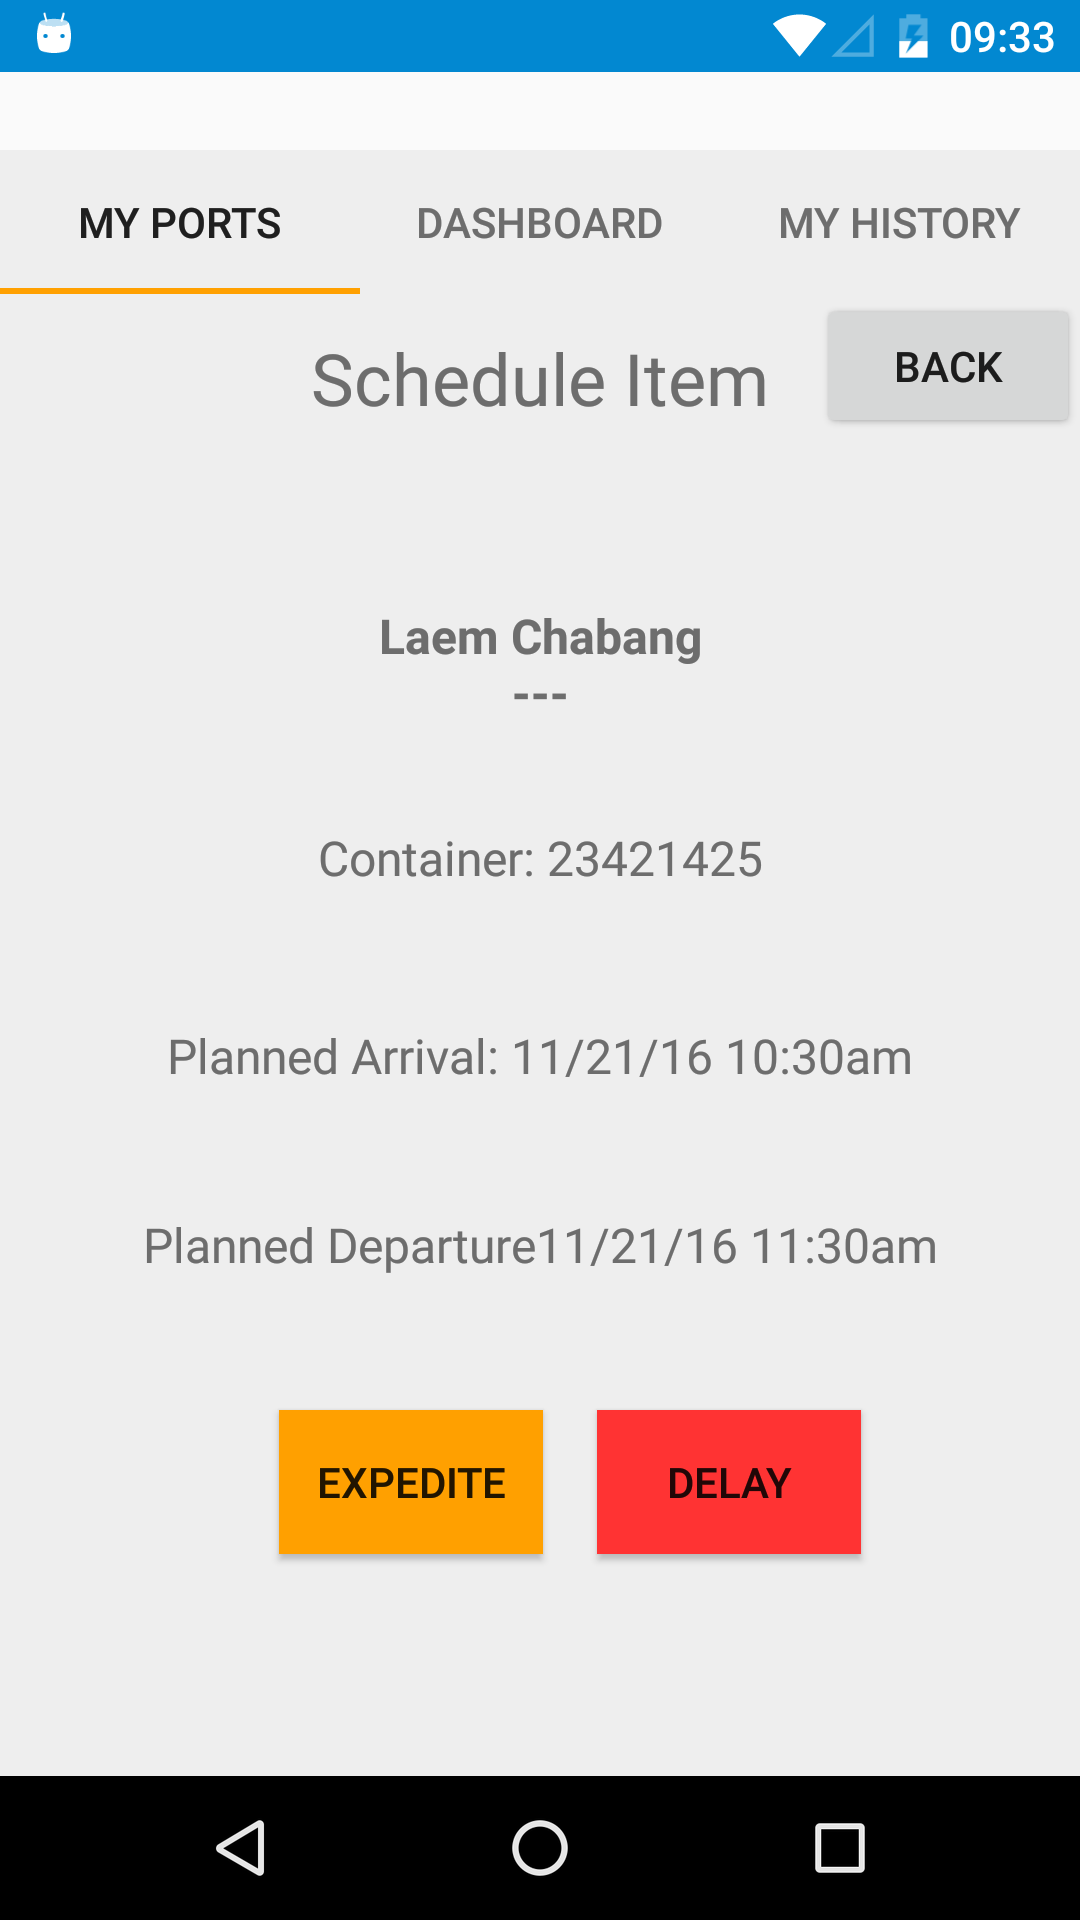 09:33
MY PORTS DASHBOARD MY HISTORY
Schedule Item BACK
Laem Chabang
---
Container: 23421425
Planned Arrival: 11/21/16 10:30am
Planned Departure11/21/16 11:30am
EXPEDITE DELAY